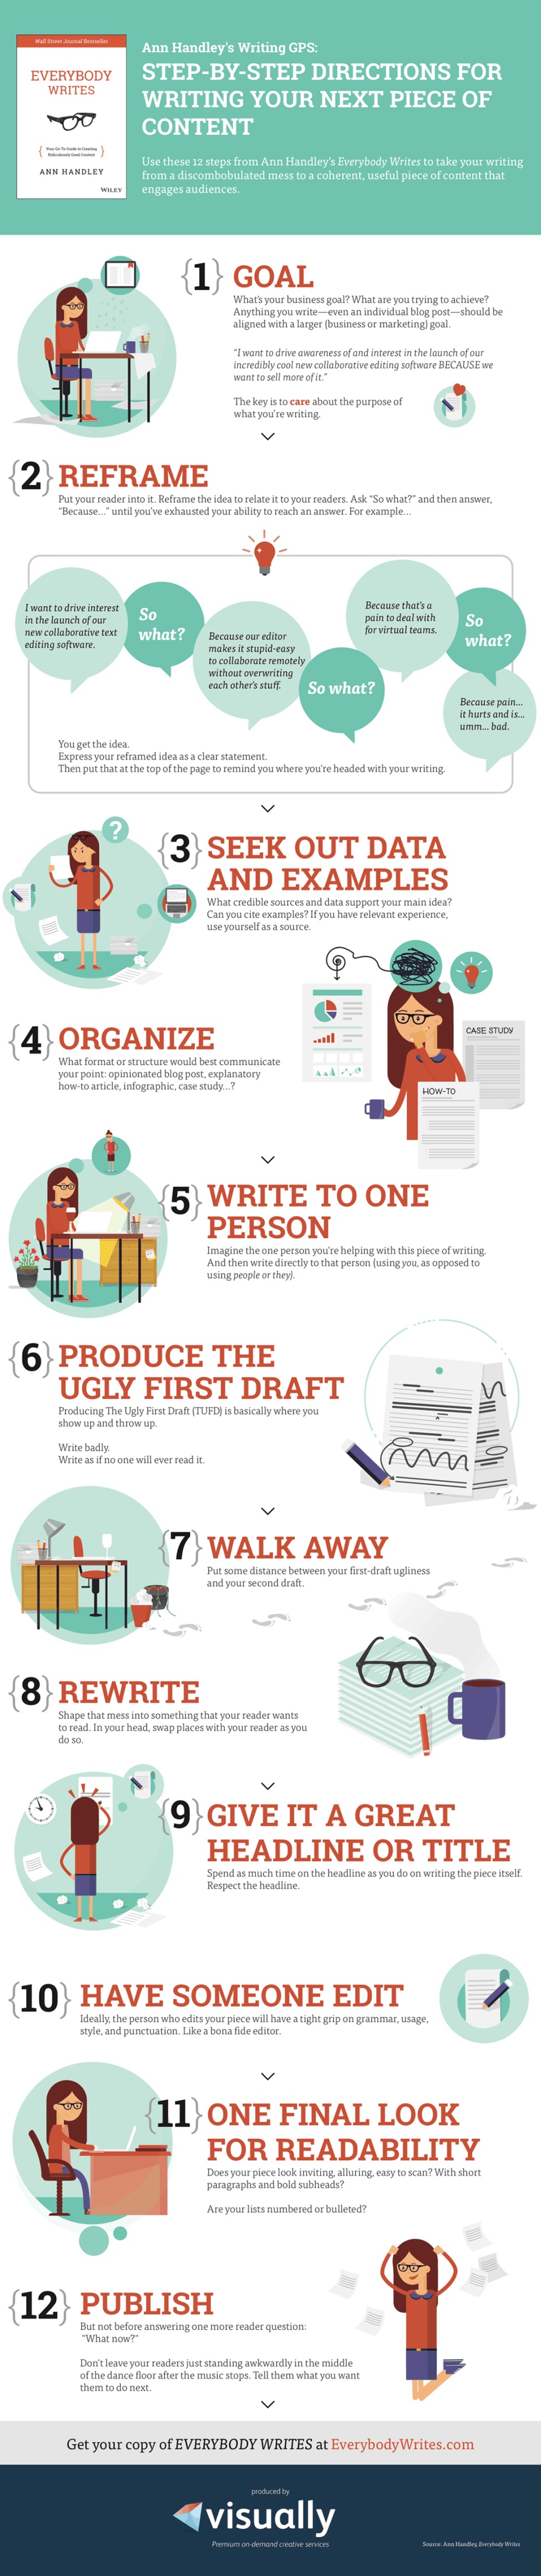 Wall Street Journal Bestseller
EVERYBODY
WRITES
{ Your Go-To Guide to Creating
Ridiculously Good Content }
ANN HANDLEY
WILEY
Ann Handley's Writing GPS:
STEP-BY-STEP DIRECTIONS FOR
WRITING YOUR NEXT PIECE OF
CONTENT
Use these 12 steps from Ann Handley's Everybody Writes to take your writing
from a discombobulated mess to a coherent, useful piece of content that
engages audiences.
{1} GOAL
What's your business goal? What are you trying to achieve?
Anything you write—even an individual blog post—should be
aligned with a larger (business or marketing) goal.
"I want to drive awareness of and interest in the launch of our
incredibly cool new collaborative editing software BECAUSE we
want to sell more of it."
The key is to care about the purpose of
what you're writing.
{2} REFRAME
Put your reader into it. Reframe the idea to relate it to your readers. Ask "So what?" and then answer,
"Because..." until you've exhausted your ability to reach an answer. For example...
I want to drive interest
in the launch of our
new collaborative text
editing software.
So
what?
Because our editor
makes it stupid-easy
to collaborate remotely
without overwriting
each other's stuff.
So what?
Because that's a
pain to deal with
for virtual teams.
So
what?
Because pain...
it hurts and is...
umm... bad.
You get the idea.
Express your reframed idea as a clear statement.
Then put that at the top of the page to remind you where you're headed with your writing.
?
{3} SEEK OUT DATA
AND EXAMPLES
What credible sources and data support your main idea?
Can you cite examples? If you have relevant experience,
use yourself as a source.
{4} ORGANIZE
What format or structure would best communicate
your point: opinionated blog post, explanatory
how-to article, infographic, case study...?
CASE STUDY
HOW-TO
{5} WRITE TO ONE
PERSON
Imagine the one person you're helping with this piece of writing.
And then write directly to that person (using you, as opposed to
using people or they).
{6} PRODUCE THE
UGLY FIRST DRAFT
Producing The Ugly First Draft (TUFD) is basically where you
show up and throw up.
Write badly.
Write as if no one will ever read it.
{7} WALK AWAY
Put some distance between your first-draft ugliness
and your second draft.
{8} REWRITE
Shape that mess into something that your reader wants
to read. In your head, swap places with your reader as you
do so.
{9} GIVE IT A GREAT
HEADLINE OR TITLE
Spend as much time on the headline as you do on writing the piece itself.
Respect the headline.
{10} HAVE SOMEONE EDIT
Ideally, the person who edits your piece will have a tight grip on grammar, usage,
style, and punctuation. Like a bona fide editor.
{11} ONE FINAL LOOK
FOR READABILITY
Does your piece look inviting, alluring, easy to scan? With short
paragraphs and bold subheads?
Are your lists numbered or bulleted?
{12} PUBLISH
But not before answering one more reader question:
"What now?"
Don't leave your readers just standing awkwardly in the middle
of the dance floor after the music stops. Tell them what you want
them to do next.
Get your copy of EVERYBODY WRITES at EverybodyWrites.com
produced by
visually
Premium on-demand creative services
Source: Ann Handley, Everybody Writes